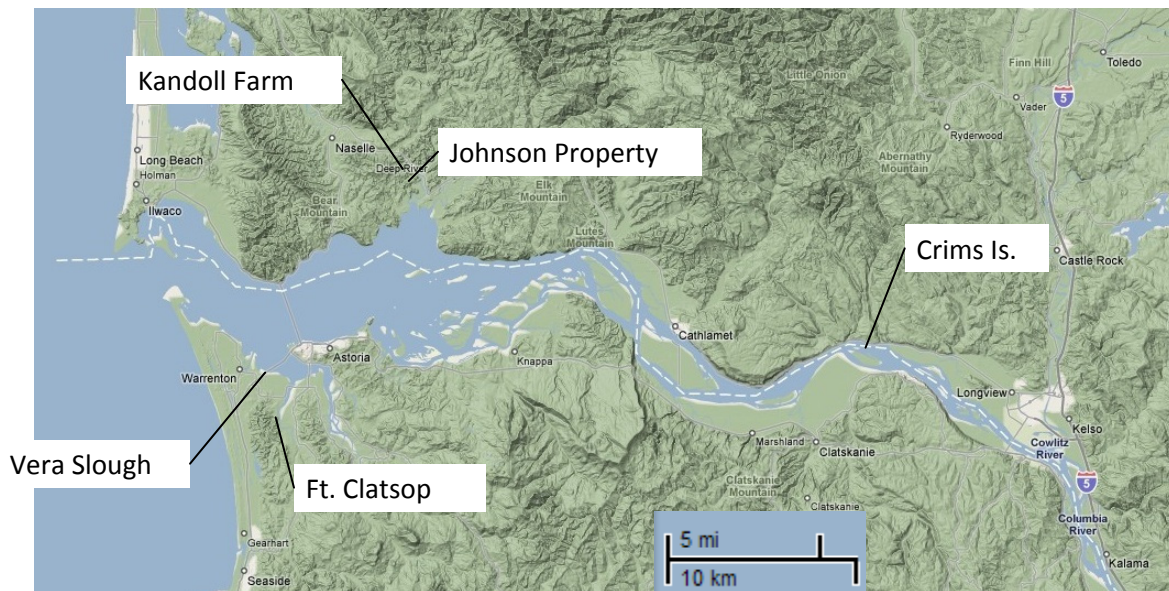 Kandoll Farm
Johnson Property
Crims Is.
Vera Slough
Ft. Clatsop
Little Onion
Finn Hill
Toledo
5
Vader
Ryderwood
Abernathy
Mountain
Naselle
Deep River
Long Beach
Holman
Ilwaco
Bear
Mountain
Elk
Mountain
Lutes
Mountain
Castle Rock
Cathlamet
Knappa
Astoria
Warrenton
Longview
Kelso
Cowlitz
River
Marshland
Clatskanie
Clatskanie
Mountain
Clatskanie
5
Columbia
River
Kalama
Gearhart
Seaside
5 mi
10 km